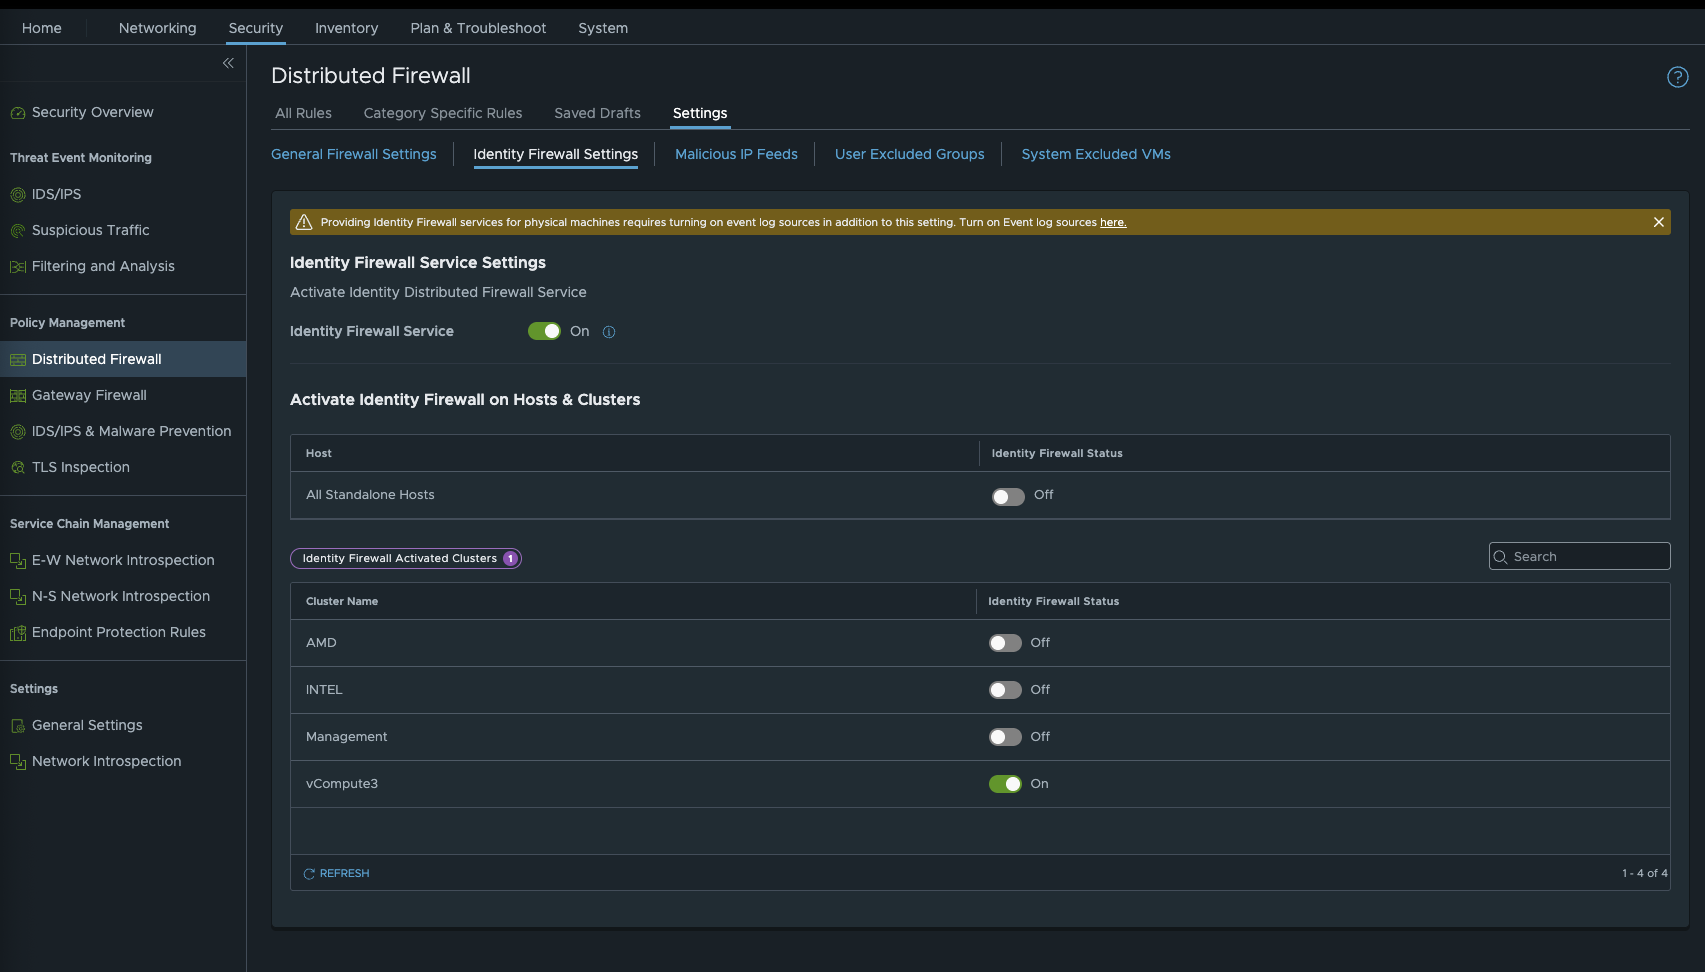 Home Networking Security Inventory Plan & Troubleshoot System
Security Overview
Threat Event Monitoring
IDS/IPS
Suspicious Traffic
Filtering and Analysis
Policy Management
Distributed Firewall
Gateway Firewall
IDS/IPS & Malware Prevention
TLS Inspection
Service Chain Management
E-W Network Introspection
N-S Network Introspection
Endpoint Protection Rules
Settings
General Settings
Network Introspection
Distributed Firewall
All Rules Category Specific Rules Saved Drafts Settings
General Firewall Settings Identity Firewall Settings Malicious IP Feeds User Excluded Groups System Excluded VMs
Providing Identity Firewall services for physical machines requires turning on event log sources in addition to this setting. Turn on Event log sources here.
Identity Firewall Service Settings
Activate Identity Distributed Firewall Service
Identity Firewall Service On
Activate Identity Firewall on Hosts & Clusters
Host Identity Firewall Status
All Standalone Hosts Off
Identity Firewall Activated Clusters 1 Search
Cluster Name Identity Firewall Status
AMD Off
INTEL Off
Management Off
vCompute3 On
REFRESH 1 - 4 of 4